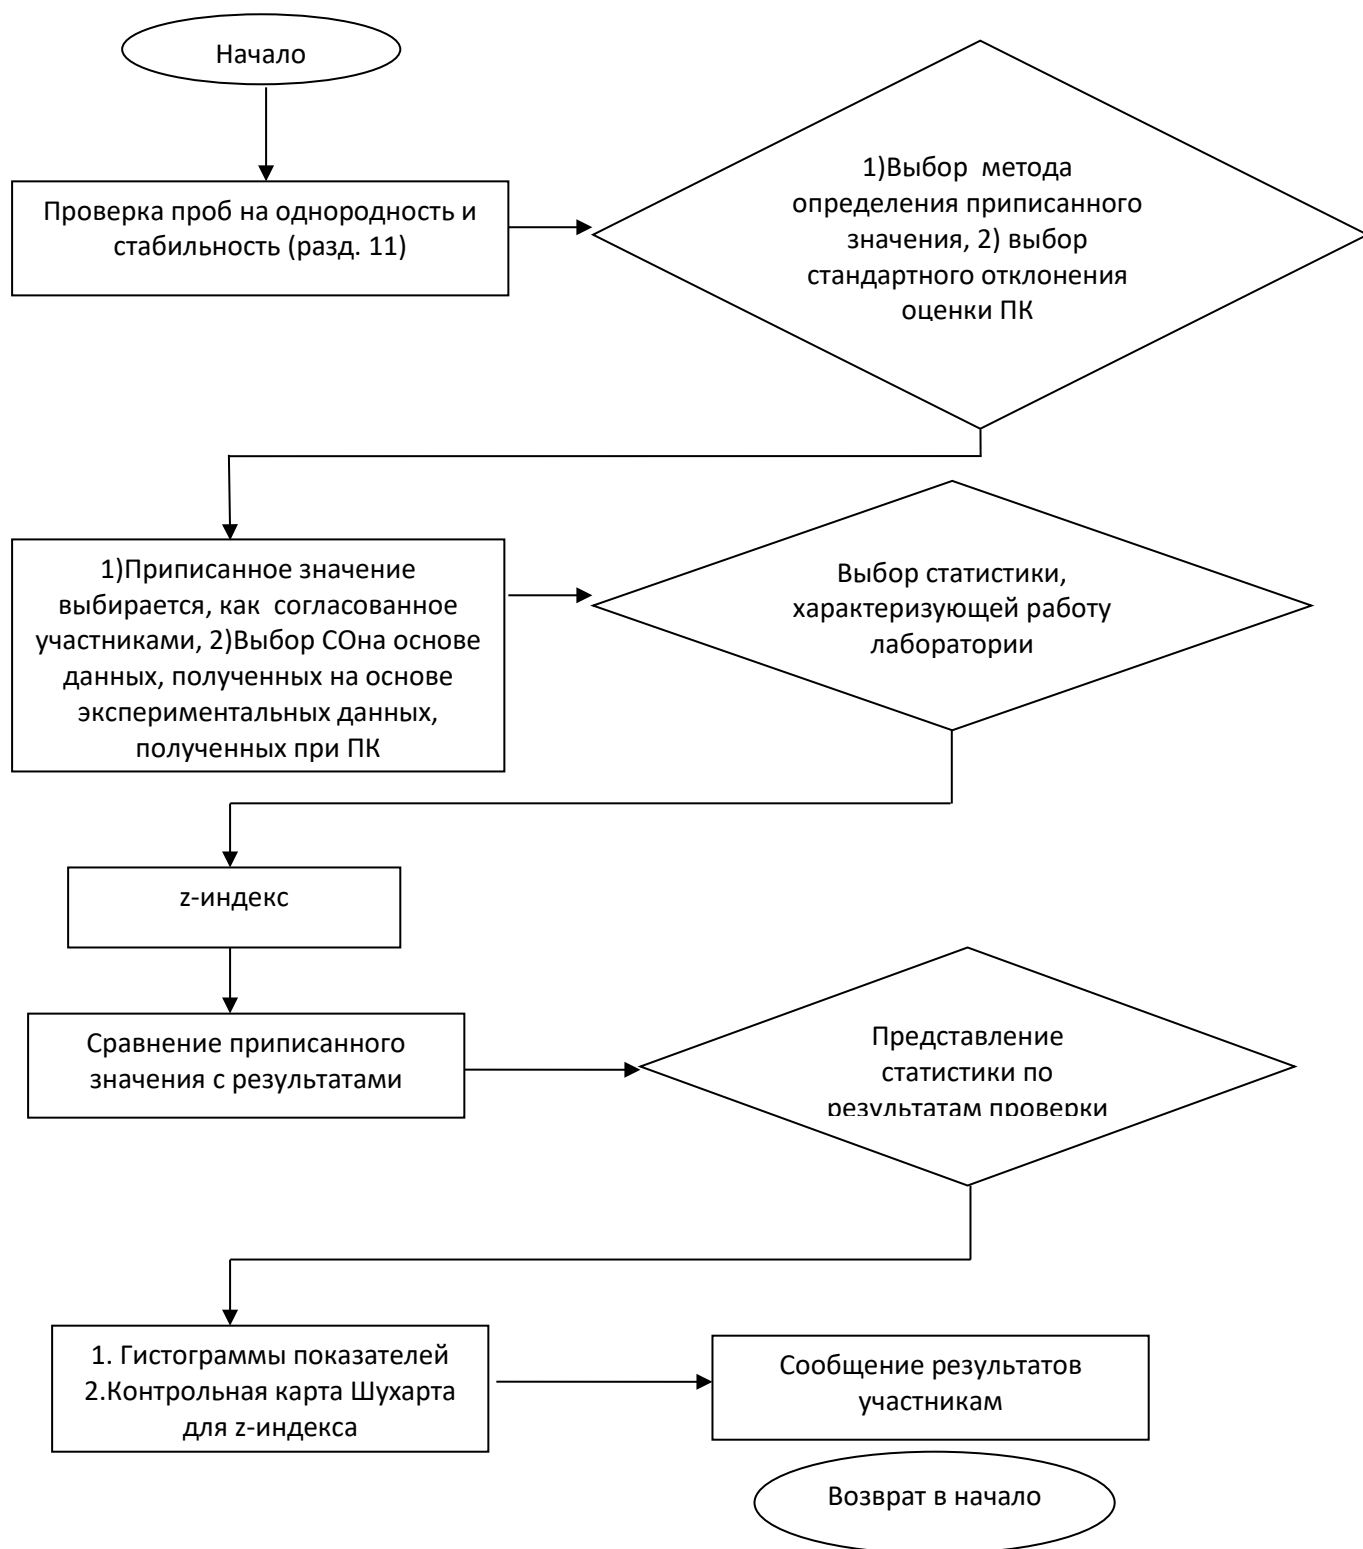 Начало
Проверка проб на однородность и
стабильность (разд. 11)
1)Выбор метода
определения приписанного
значения, 2) выбор
стандартного отклонения
оценки ПК
1)Приписанное значение
выбирается, как согласованное
участниками, 2)Выбор СОна основе
данных, полученных на основе
экспериментальных данных,
полученных при ПК
Выбор статистики,
характеризующей работу
лаборатории
z-индекс
Сравнение приписанного
значения с результатами
Представление
статистики по
результатам проверки
1. Гистограммы показателей
2.Контрольная карта Шухарта
для z-индекса
Сообщение результатов
участникам
Возврат в начало